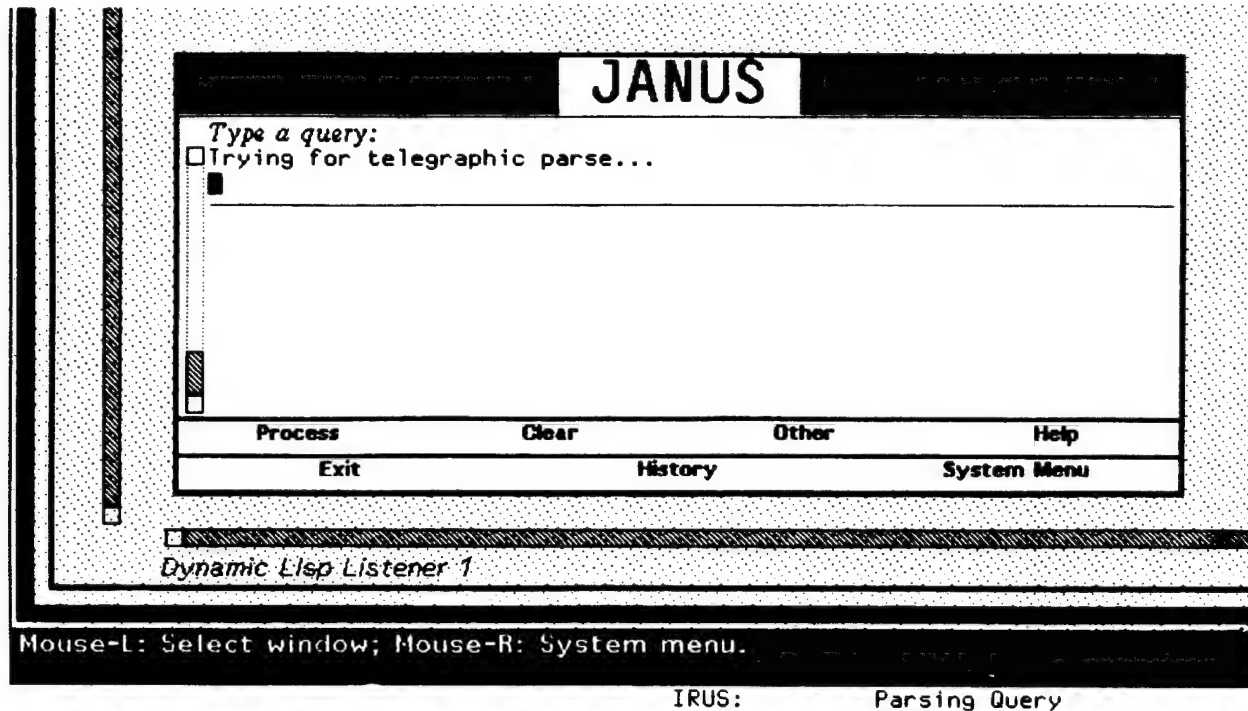 JANUS
Type a query:
Trying for telegraphic parse...
Process Clear Other Help
Exit History System Menu
Dynamic Lisp Listener 1
Mouse-L: Select window; Mouse-R: System menu.
IRUS: Parsing Query